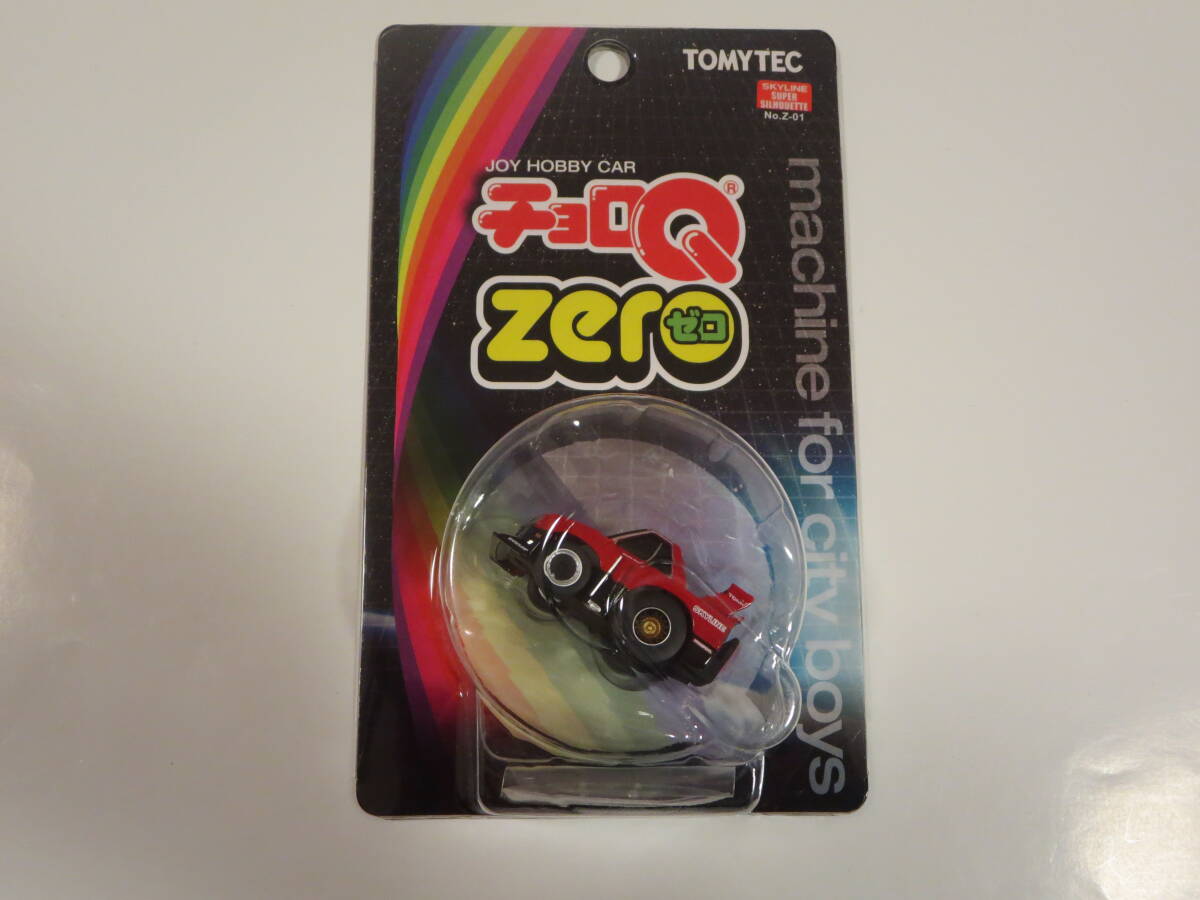 TOMYTEC
SKYLINE
SUPER
SILHOUETTE
No.Z-01
JOY HOBBY CAR
チョロQ®
zero
ゼロ
machine for city boys
SKYLINE